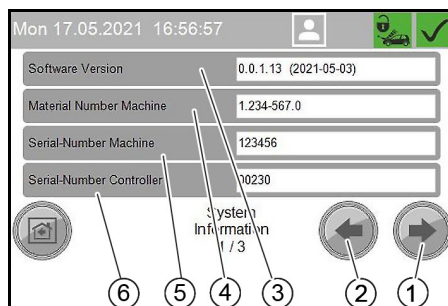 Mon 17.05.2021 16:56:57
Software Version 0.0.1.13 (2021-05-03)
Material Number Machine 1.234-567.0
Serial-Number Machine 123456
Serial-Number Controller 00230
System
Information
1 / 3
6 5 4 3 2 1